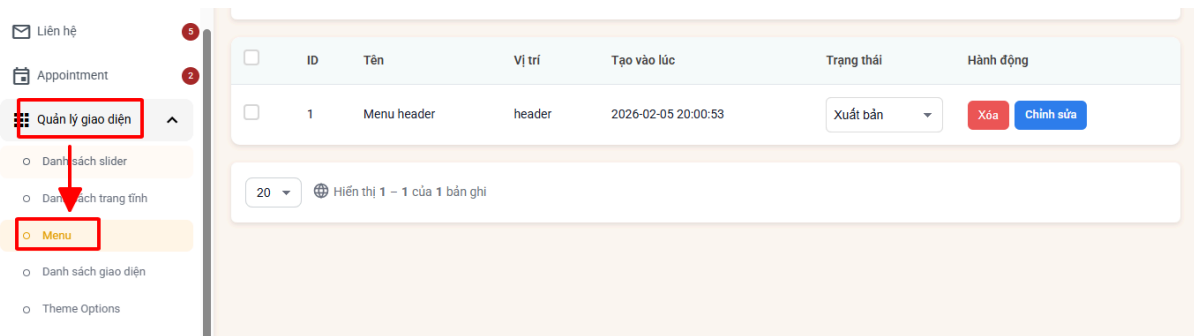 Liên hệ 5
Appointment 2
Quản lý giao diện
Danh sách slider
Danh sách trang tĩnh
Menu
Danh sách giao diện
Theme Options
ID Tên Vị trí Tạo vào lúc Trạng thái Hành động
1 Menu header header 2026-02-05 20:00:53 Xuất bản Xóa Chỉnh sửa
20 Hiển thị 1 – 1 của 1 bản ghi